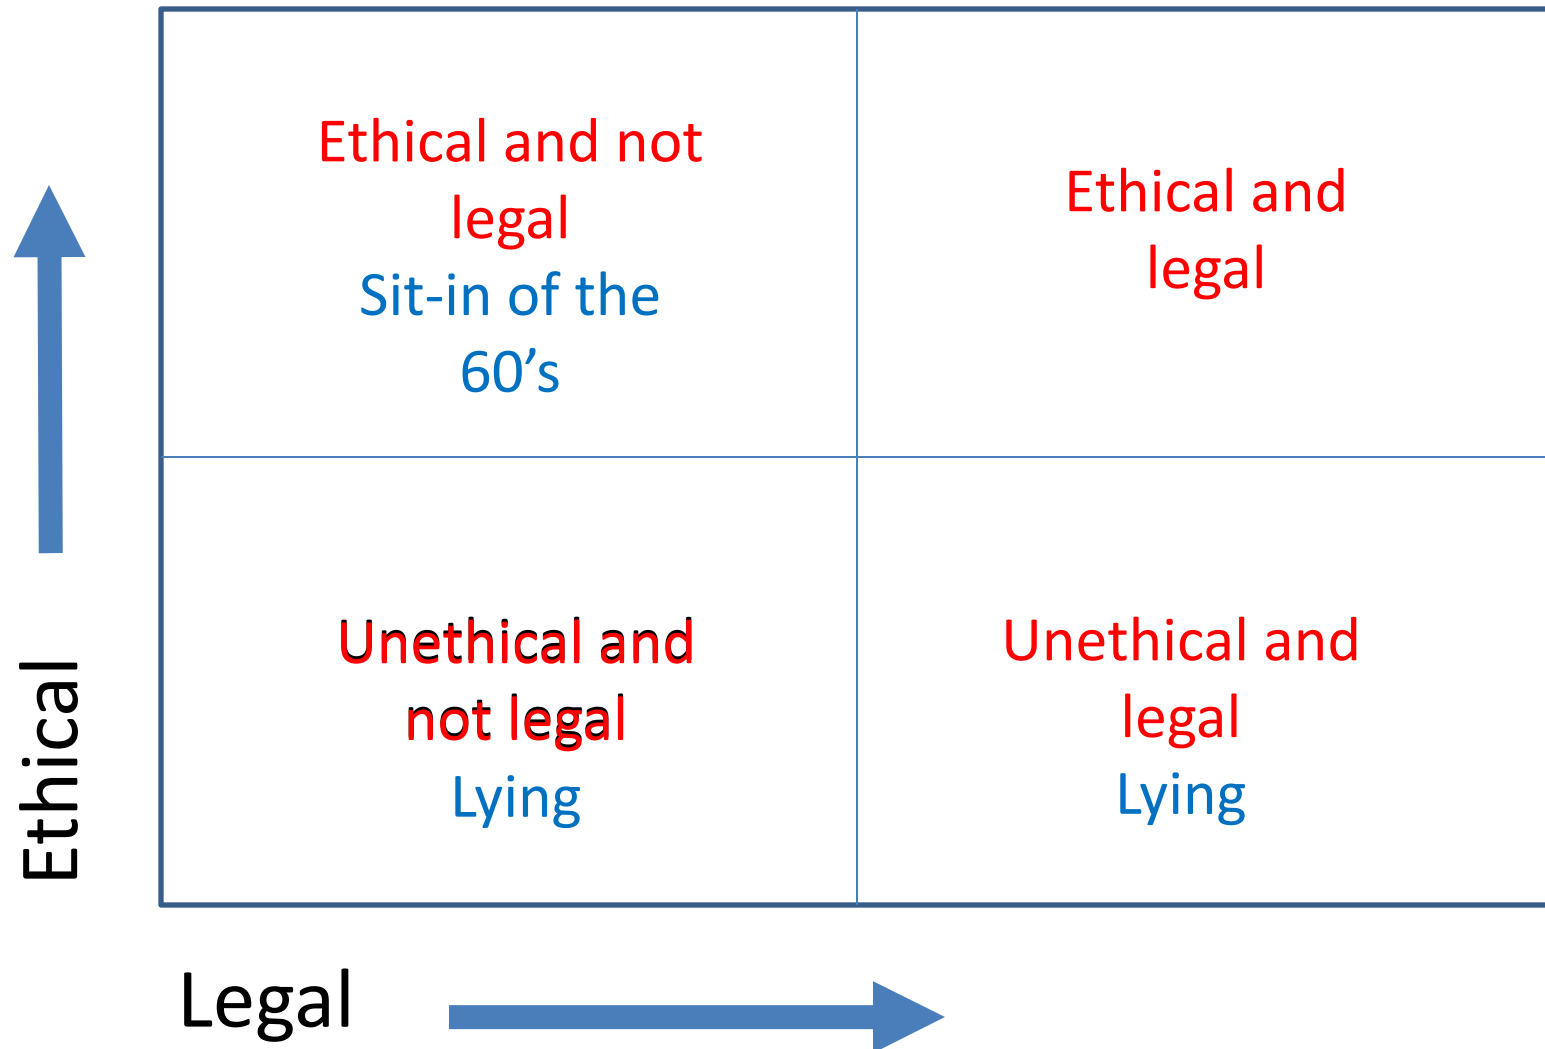 Ethical and not
legal
Sit-in of the
60’s
Ethical and
legal
Unethical and
not legal
Lying
Unethical and
legal
Lying
Ethical
Legal